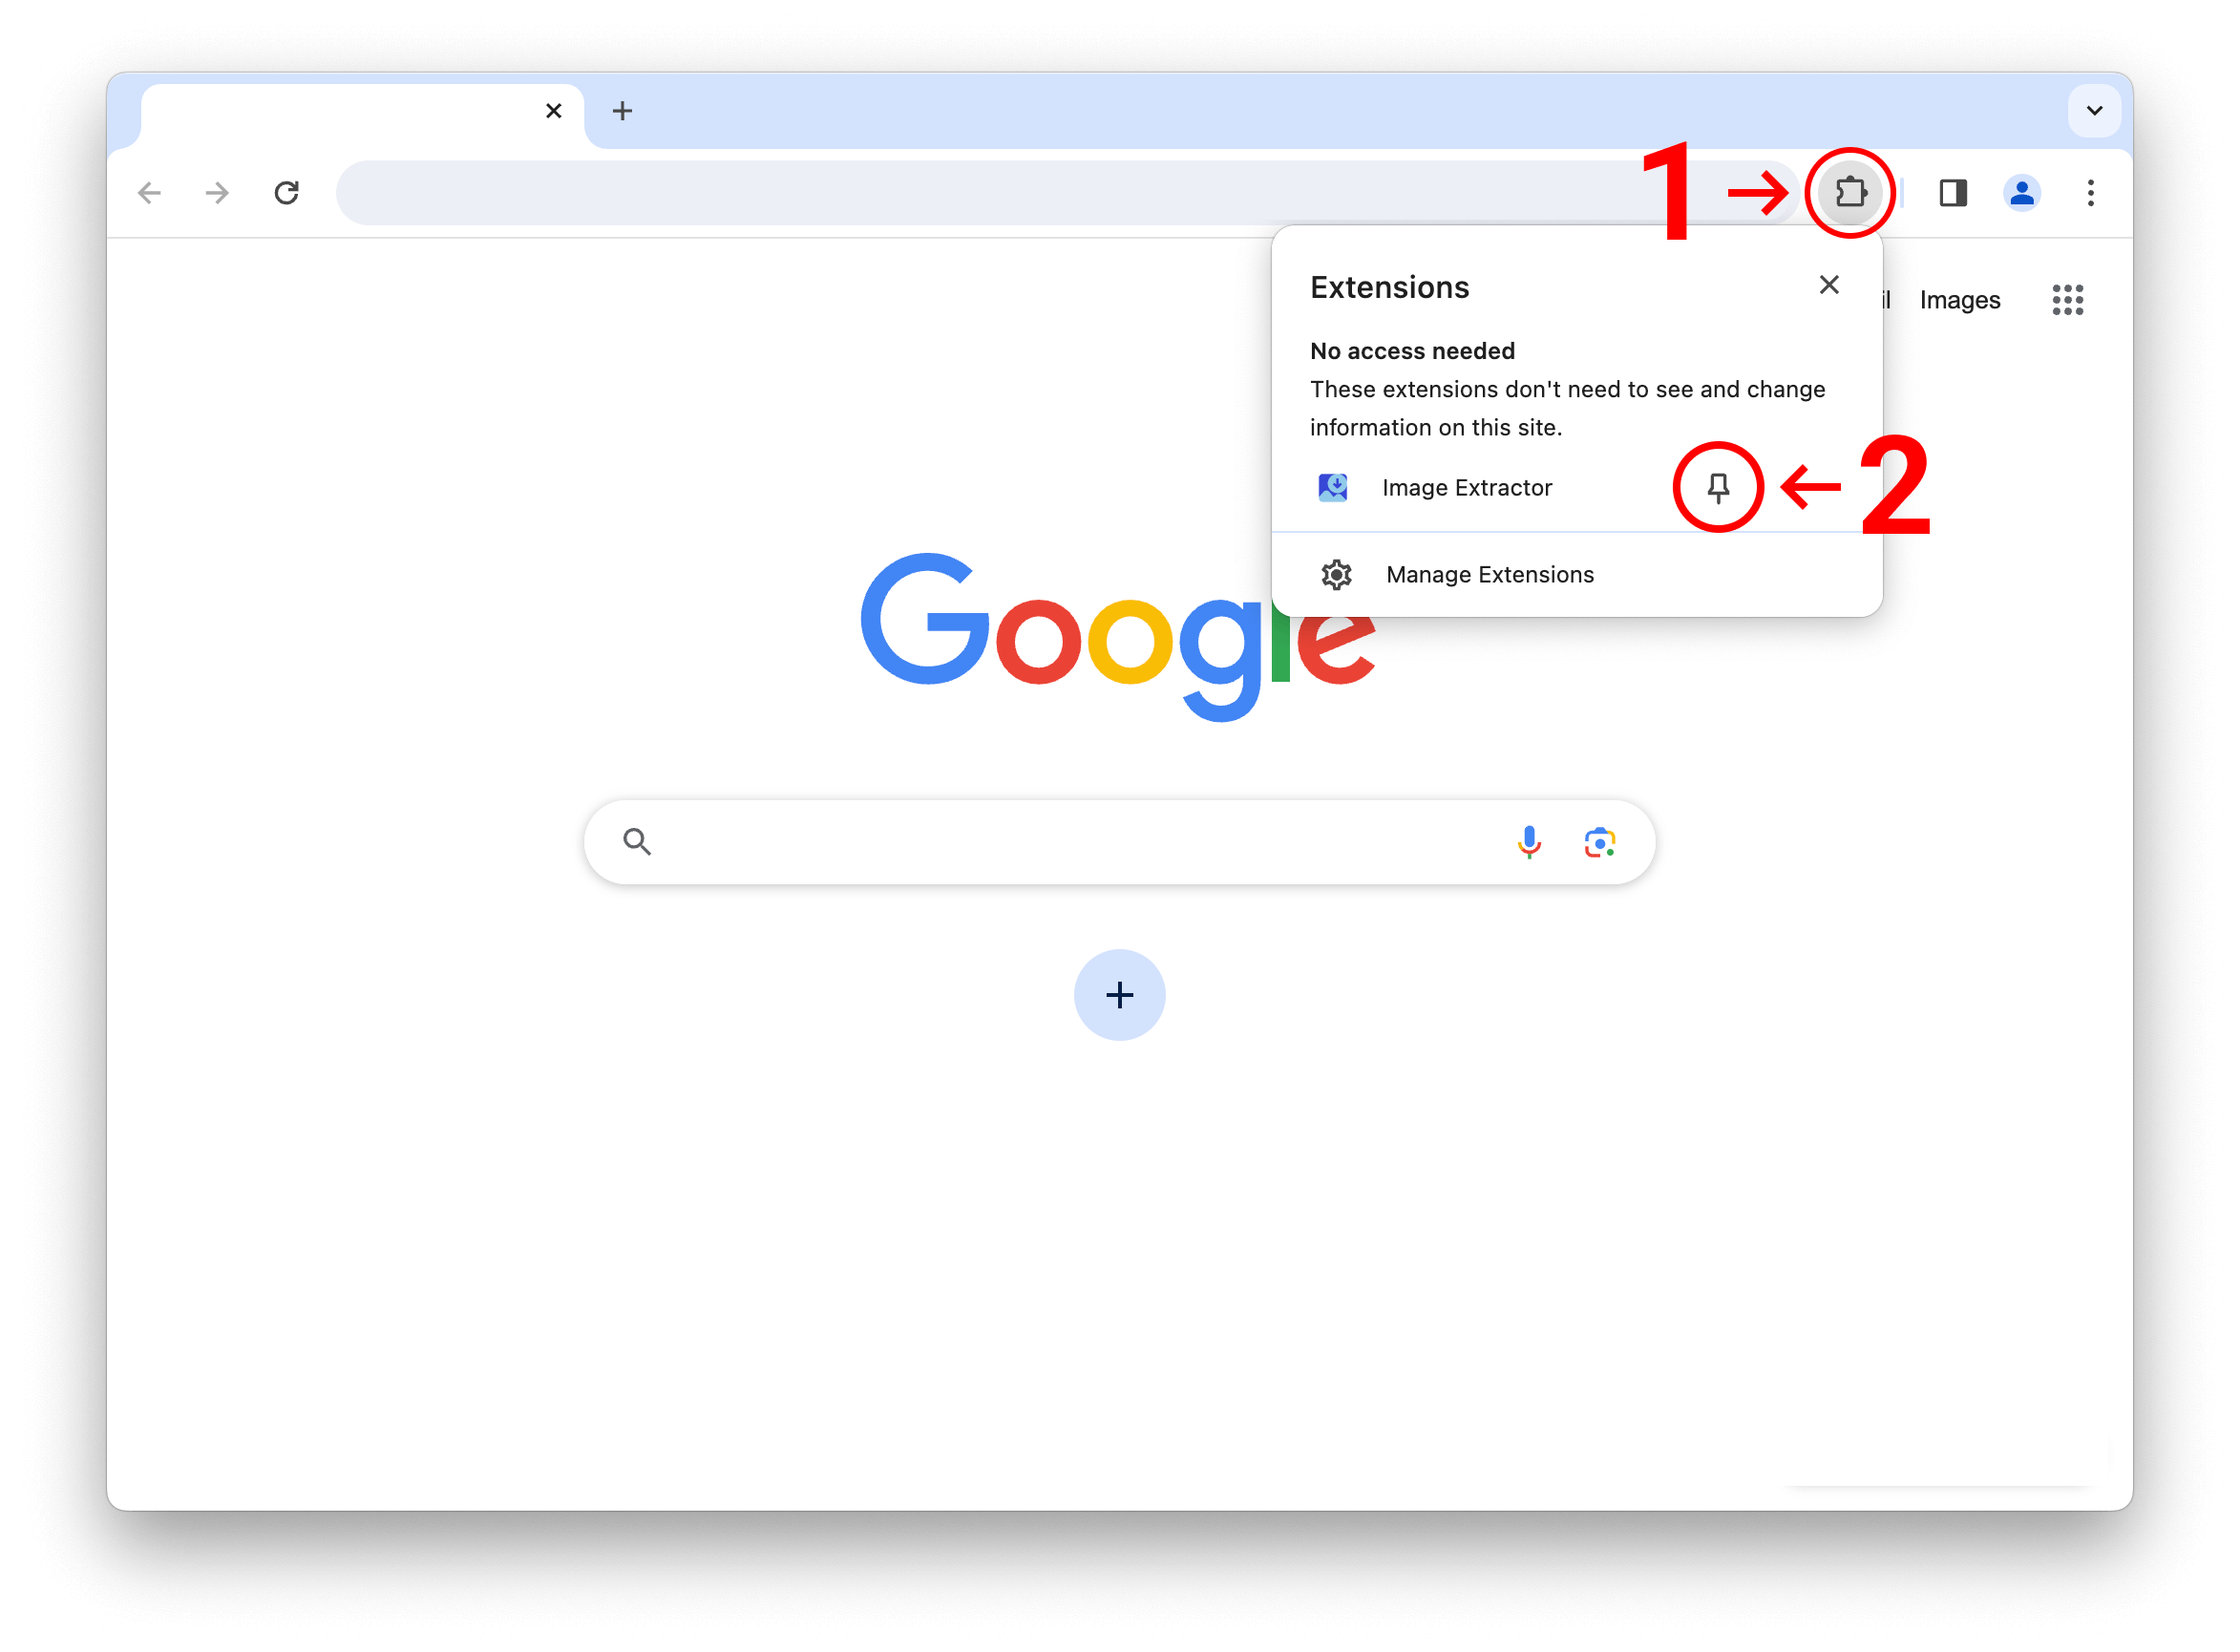 1
Extensions
il Images
No access needed
These extensions don't need to see and change
information on this site.
Image Extractor
2
Manage Extensions
Google